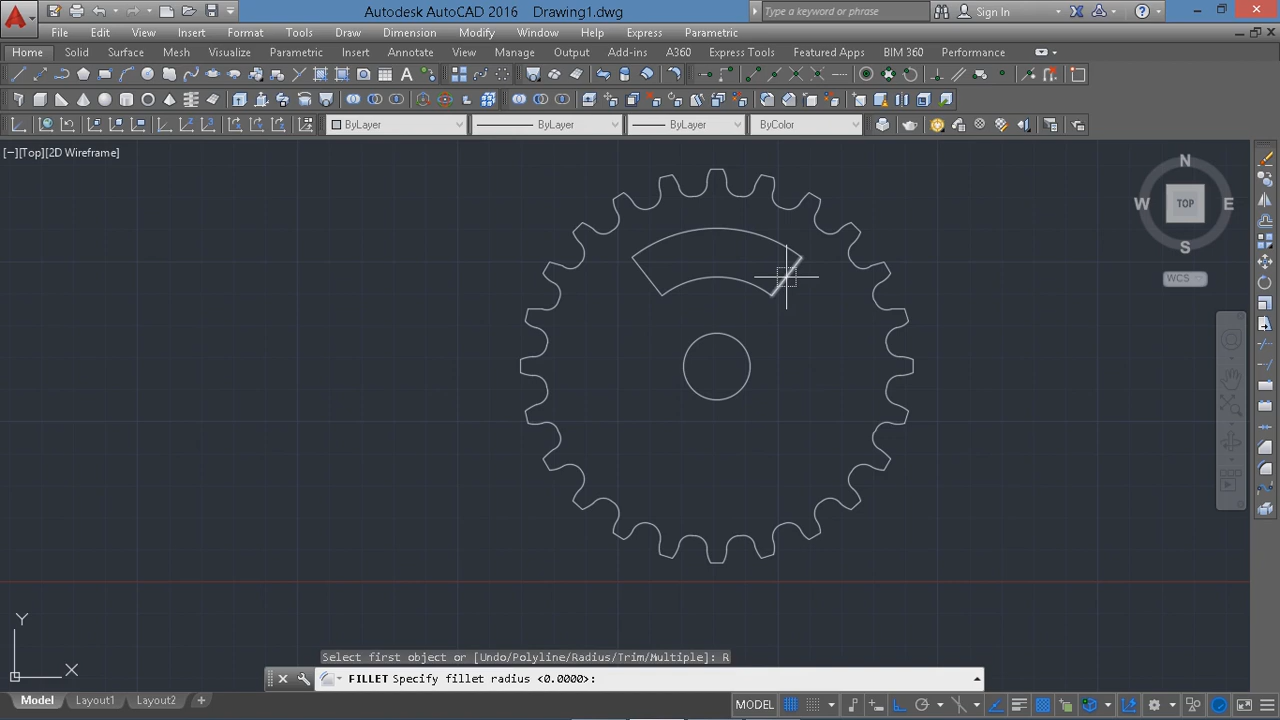 Autodesk AutoCAD 2016 Drawing1.dwg
Type a keyword or phrase
Sign In
File Edit View Insert Format Tools Draw Dimension Modify Window Help Express Parametric
Home Solid Surface Mesh Visualize Parametric Insert Annotate View Manage Output Add-ins A360 Express Tools Featured Apps BIM 360 Performance
ByLayer ByLayer ByLayer ByColor
[−][Top][2D Wireframe]
N
W TOP E
S
WCS
Y
X
Select first object or [Undo/Polyline/Radius/Trim/Multiple]: R
FILLET Specify fillet radius <0.0000>:
Model Layout1 Layout2 +
MODEL